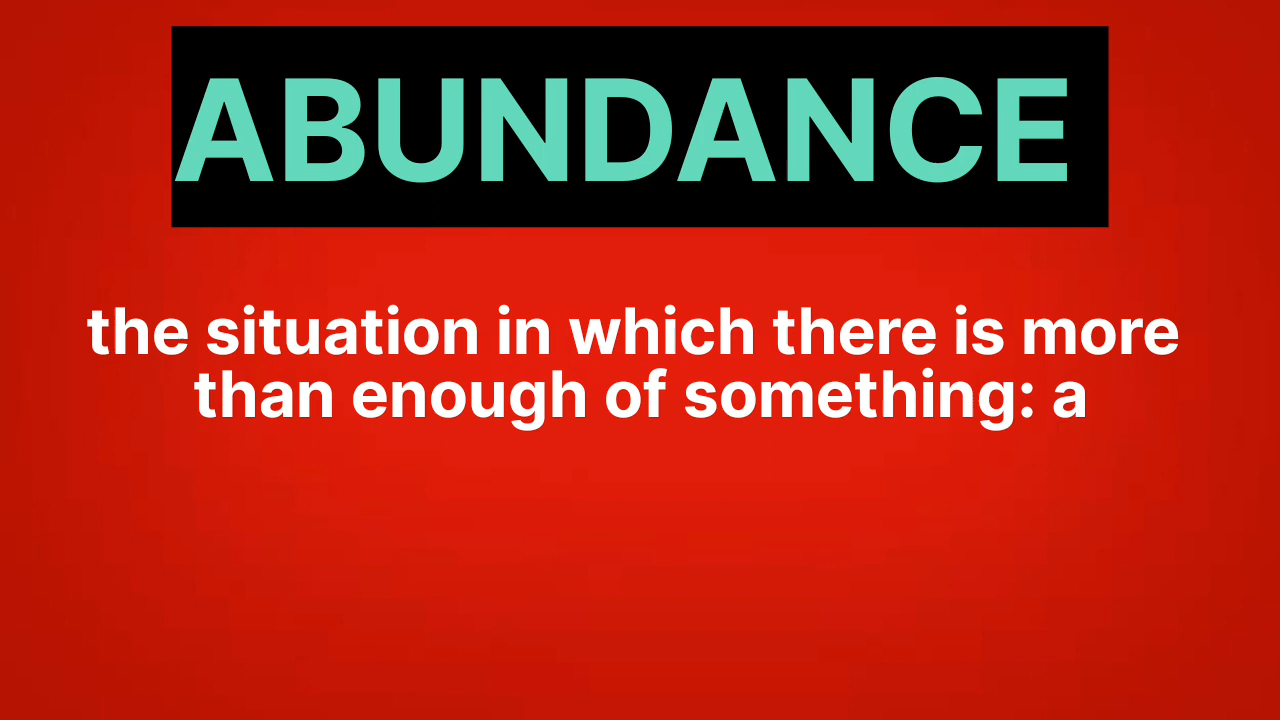 ABUNDANCE
the situation in which there is more
than enough of something: a